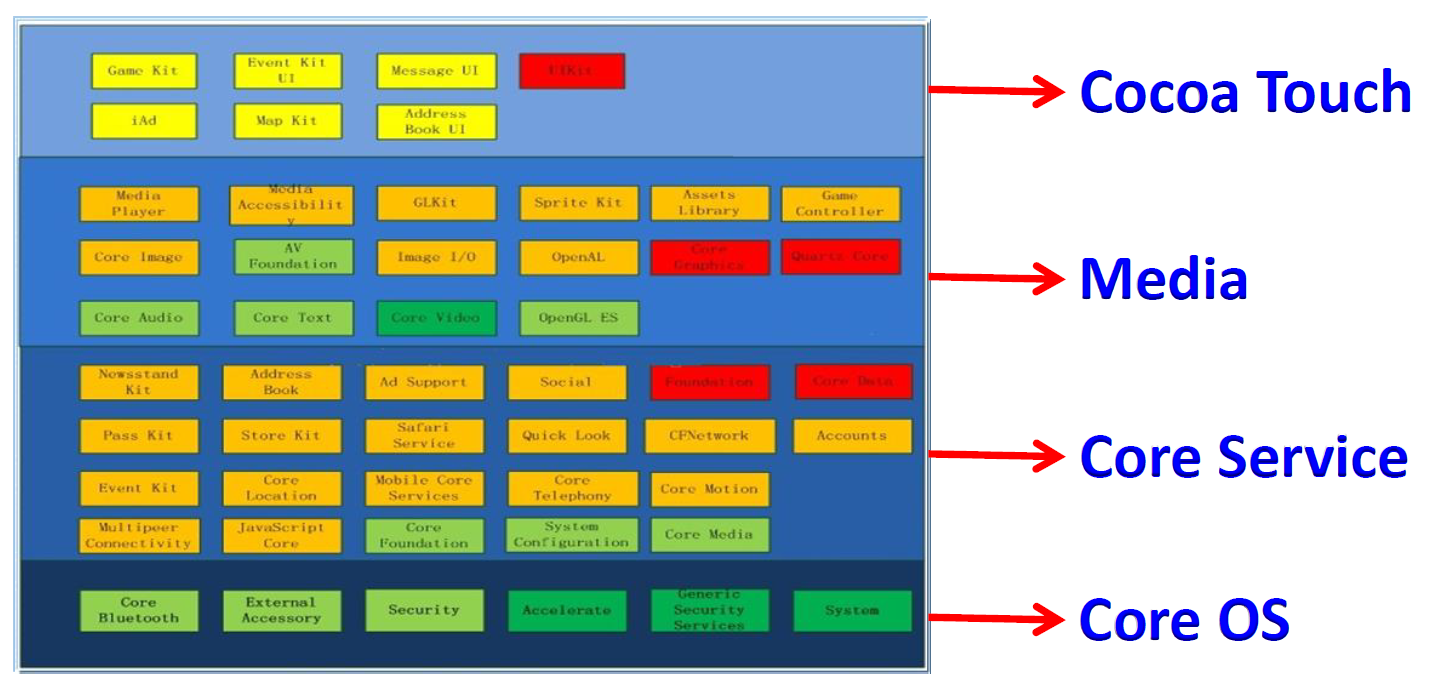 Game Kit
Event Kit
UI
Message UI
UIKit
iAd
Map Kit
Address
Book UI
Cocoa Touch
Media
Player
Media
Accessibilit
y
GLKit
Sprite Kit
Assets
Library
Game
Controller
Core Image
AV
Foundation
Image I/O
OpenAL
Core
Graphics
Quartz Core
Core Audio
Core Text
Core Video
OpenGL ES
Media
Newsstand
Kit
Address
Book
Ad Support
Social
Foundation
Core Data
Pass Kit
Store Kit
Safari
Service
Quick Look
CFNetwork
Accounts
Event Kit
Core
Location
Mobile Core
Services
Core
Telephony
Core Motion
Multipeer
Connectivity
JavaScript
Core
Core
Foundation
System
Configuration
Core Media
Core Service
Core
Bluetooth
External
Accessory
Security
Accelerate
Generic
Security
Services
System
Core OS